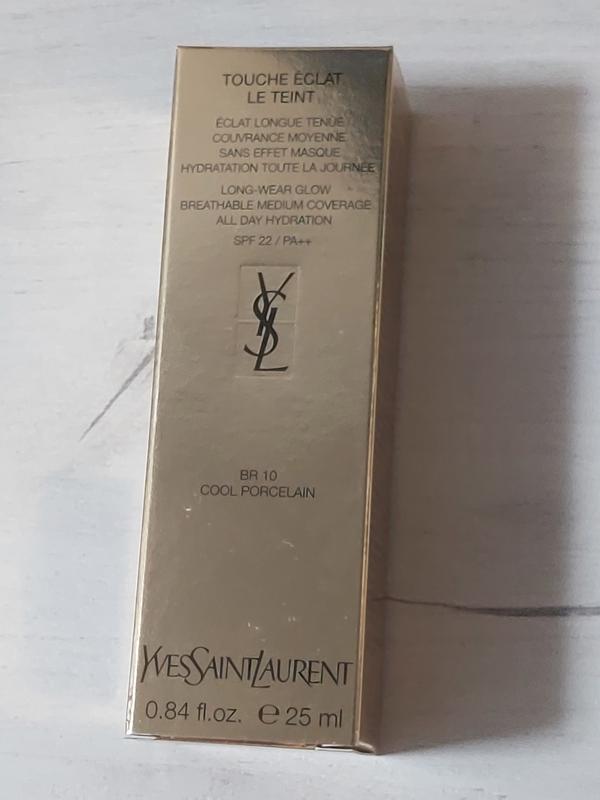 TOUCHE ÉCLAT
LE TEINT
ÉCLAT LONGUE TENUE
COUVRANCE MOYENNE
SANS EFFET MASQUE
HYDRATATION TOUTE LA JOURNÉE
LONG-WEAR GLOW
BREATHABLE MEDIUM COVERAGE
ALL DAY HYDRATION
SPF 22 / PA++
YSL
BR 10
COOL PORCELAIN
YVESSAINTLAURENT
0.84 fl.oz. ℮ 25 ml